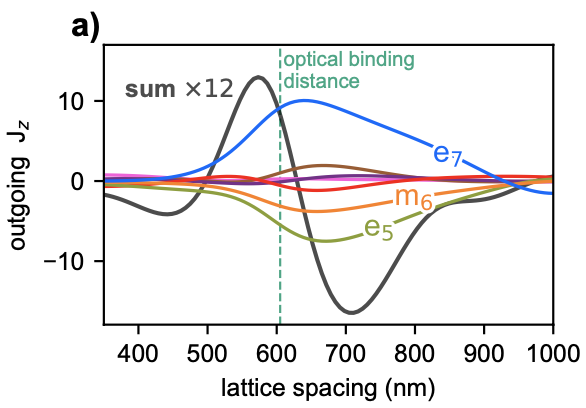 a)
optical binding
distance
sum ×12
10
e₇
0
m₆
e₅
−10
outgoing J_z
400 500 600 700 800 900 1000
lattice spacing (nm)